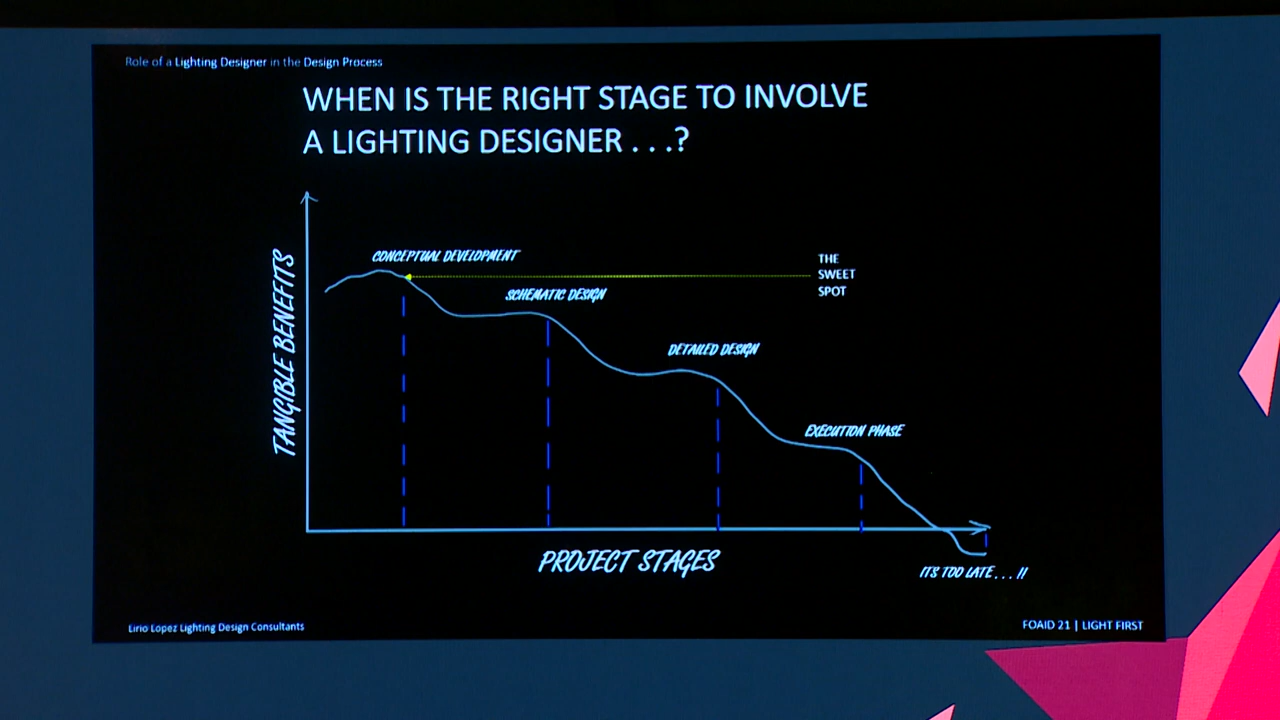 Role of a Lighting Designer in the Design Process
WHEN IS THE RIGHT STAGE TO INVOLVE
A LIGHTING DESIGNER . . .?
TANGIBLE BENEFITS
CONCEPTUAL DEVELOPMENT
THE
SWEET
SPOT
SCHEMATIC DESIGN
DETAILED DESIGN
EXECUTION PHASE
PROJECT STAGES
ITS TOO LATE . . . !!
Lirio Lopez Lighting Design Consultants
FOAID 21 | LIGHT FIRST